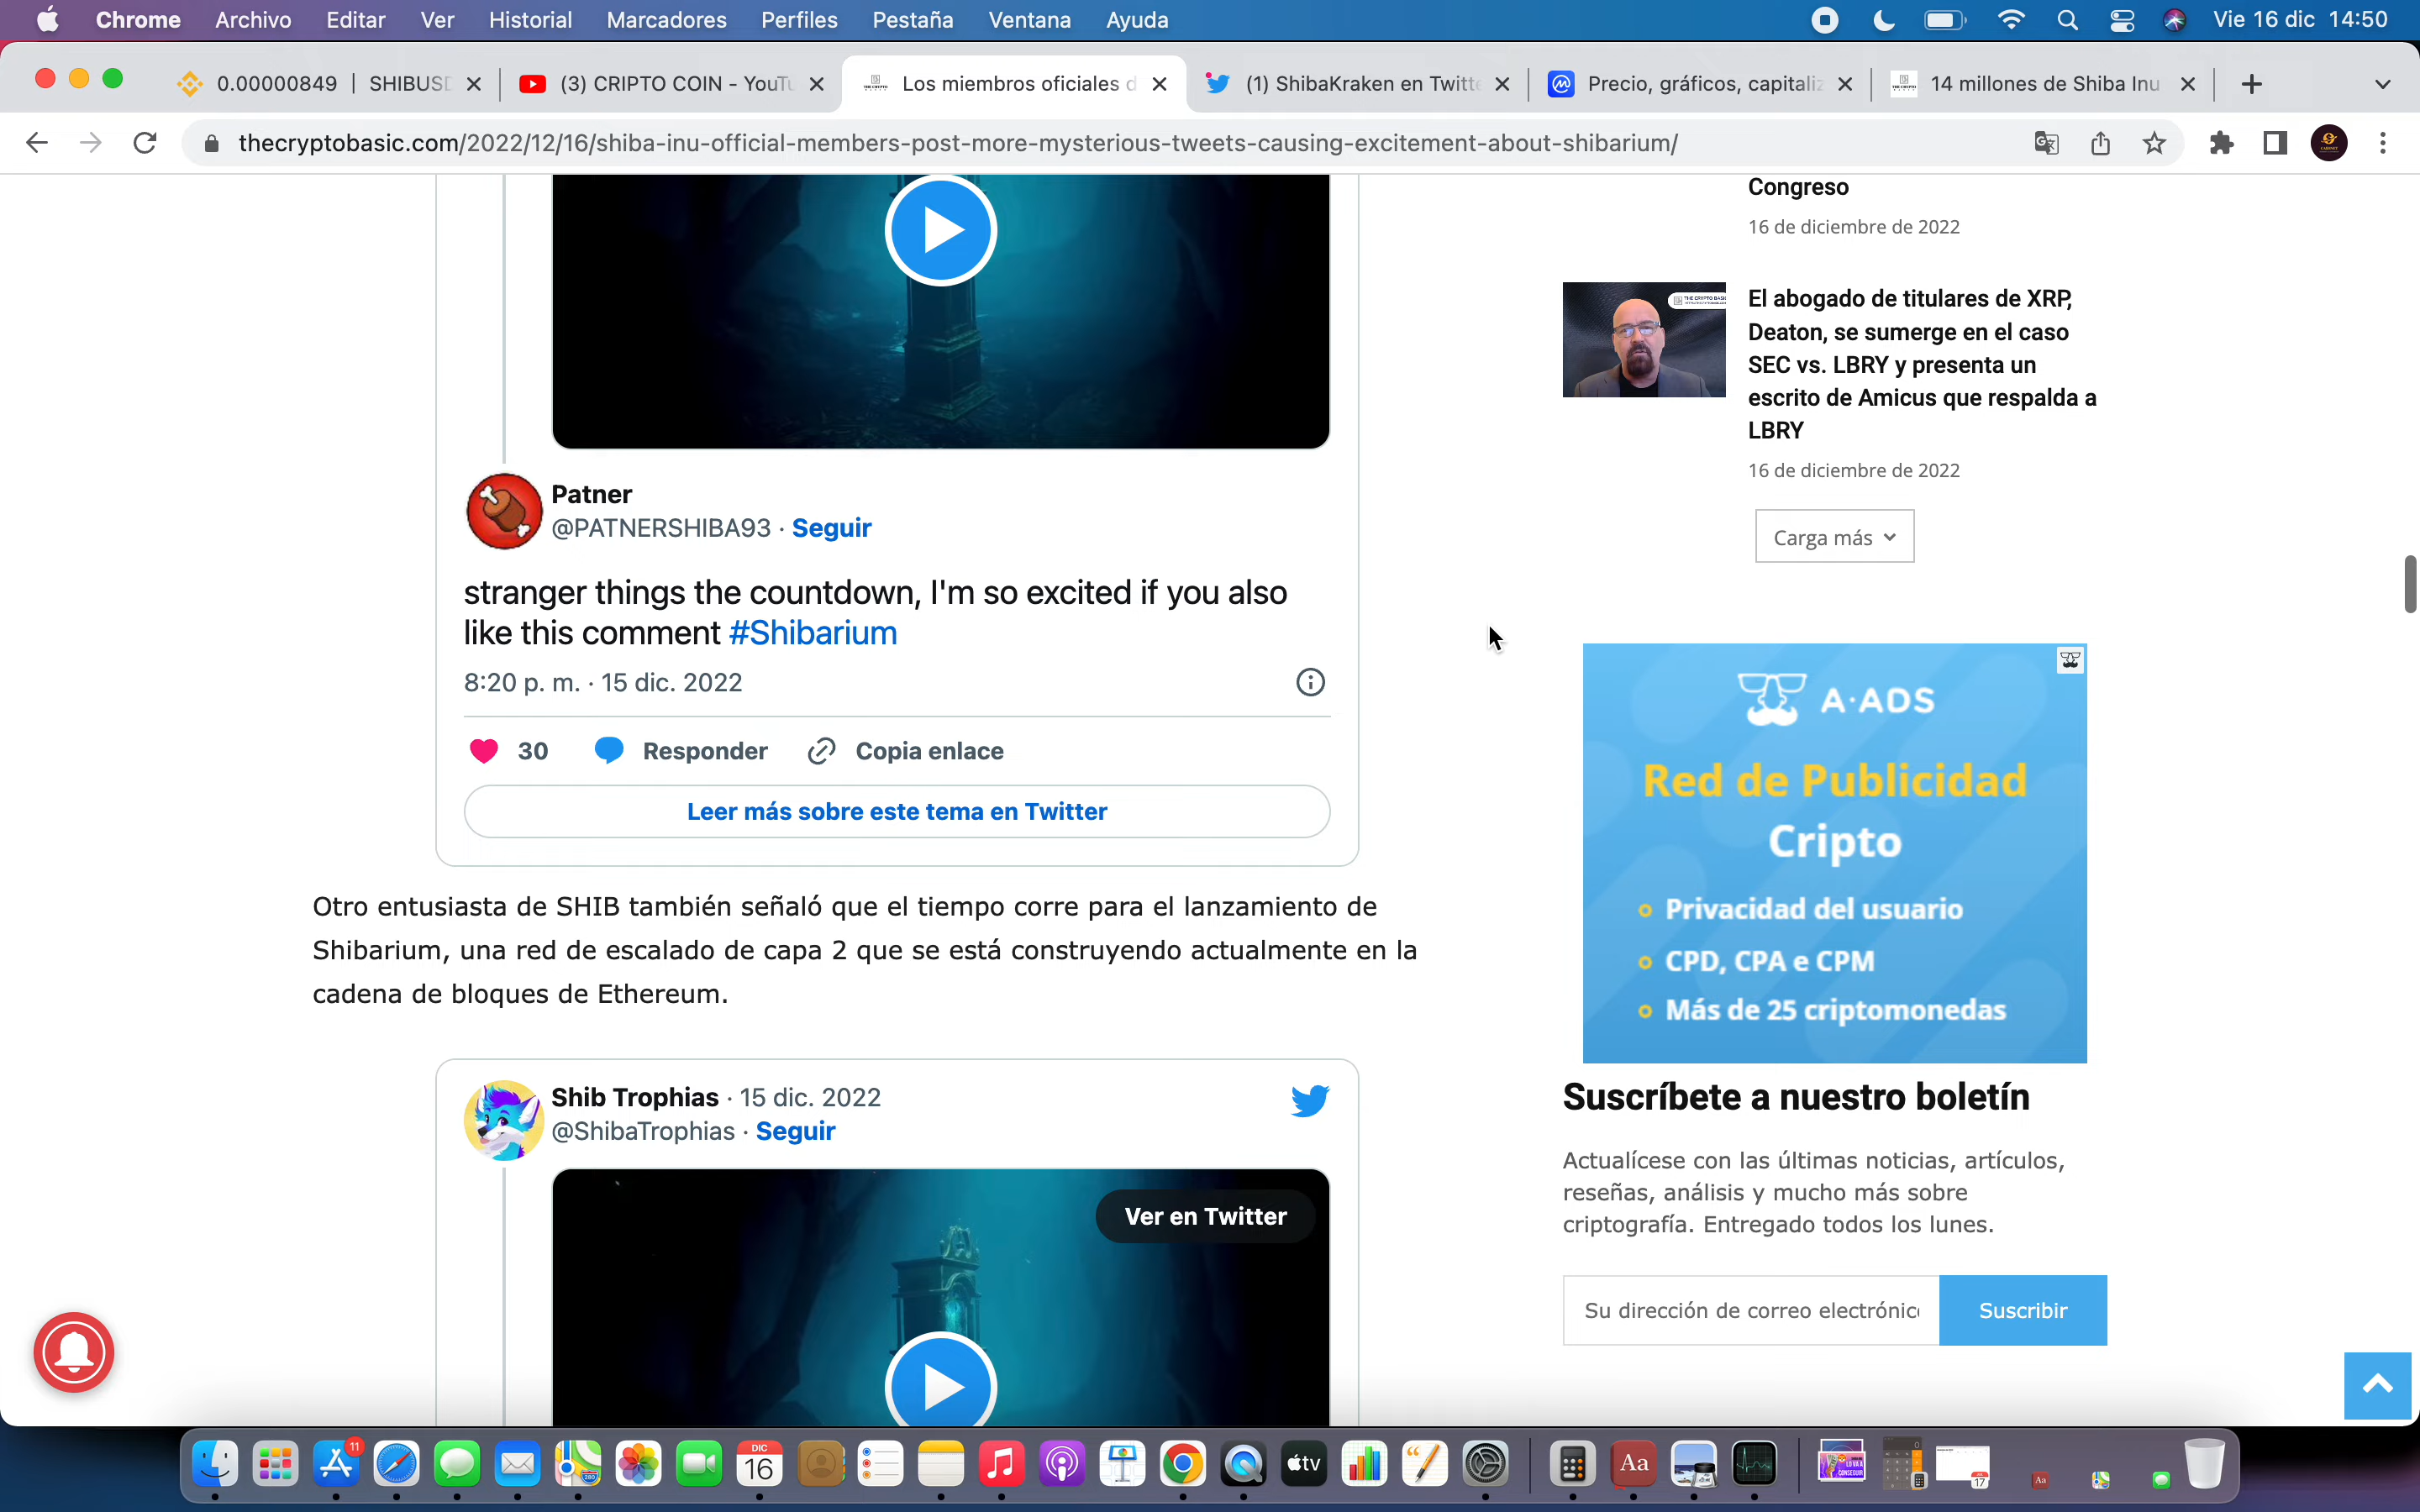 Chrome Archivo Editar Ver Historial Marcadores Perfiles Pestaña Ventana Ayuda Vie 16 dic 14:50
0.00000849 | SHIBUSD (3) CRIPTO COIN - YouTu Los miembros oficiales d (1) ShibaKraken en Twitte Precio, gráficos, capitaliz 14 millones de Shiba Inu
thecryptobasic.com/2022/12/16/shiba-inu-official-members-post-more-mysterious-tweets-causing-excitement-about-shibarium/
Patner
@PATNERSHIBA93 · Seguir
stranger things the countdown, I'm so excited if you also
like this comment #Shibarium
8:20 p. m. · 15 dic. 2022
30 Responder Copia enlace
Leer más sobre este tema en Twitter
Otro entusiasta de SHIB también señaló que el tiempo corre para el lanzamiento de
Shibarium, una red de escalado de capa 2 que se está construyendo actualmente en la
cadena de bloques de Ethereum.
Shib Trophias · 15 dic. 2022
@ShibaTrophias · Seguir
Ver en Twitter
Congreso
16 de diciembre de 2022
El abogado de titulares de XRP,
Deaton, se sumerge en el caso
SEC vs. LBRY y presenta un
escrito de Amicus que respalda a
LBRY
16 de diciembre de 2022
Carga más
A-ADS
Red de Publicidad
Cripto
Privacidad del usuario
CPD, CPA e CPM
Más de 25 criptomonedas
Suscríbete a nuestro boletín
Actualícese con las últimas noticias, artículos,
reseñas, análisis y mucho más sobre
criptografía. Entregado todos los lunes.
Su dirección de correo electrónico
Suscribir
11
DIC
16
tv
Aa
17